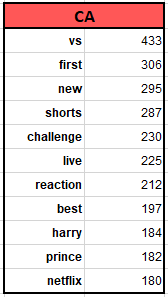 CA
vs 433
first 306
new 295
shorts 287
challenge 230
live 225
reaction 212
best 197
harry 184
prince 182
netflix 180